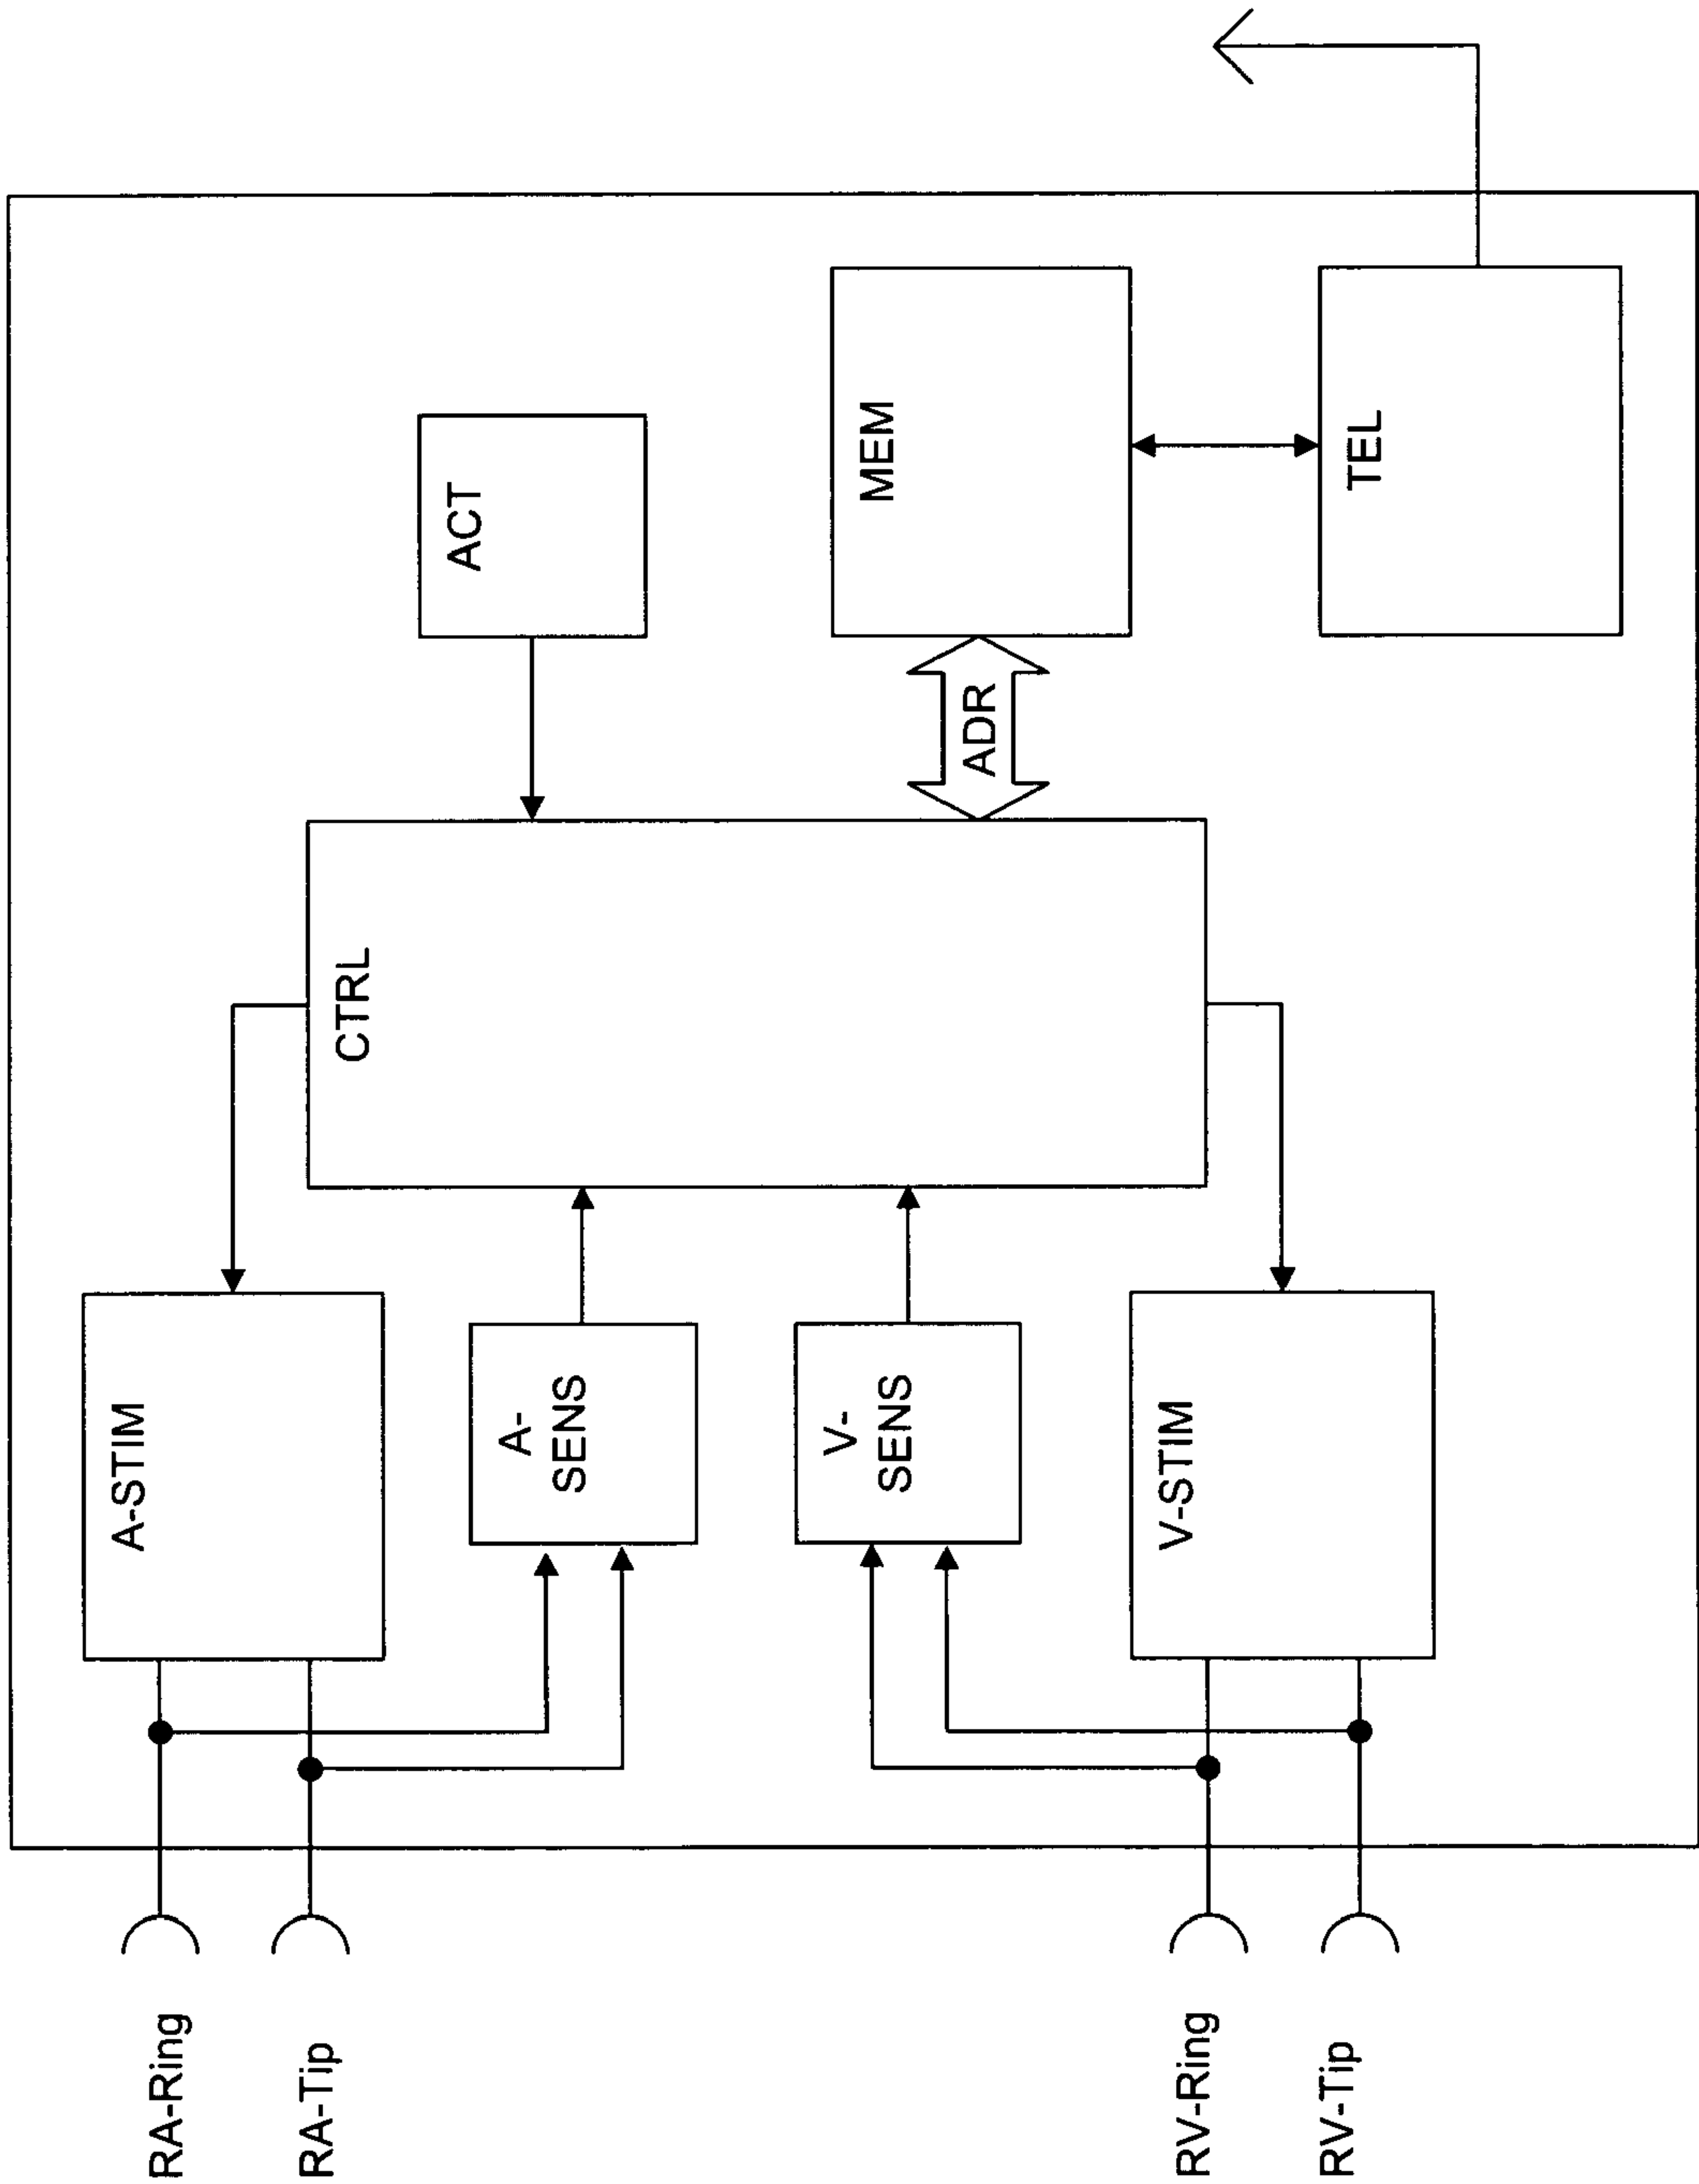 RA-Ring
RA-Tip
A-STIM
A-
SENS
CTRL
ACT
V-
SENS
ADR
MEM
RV-Ring
RV-Tip
V-STIM
TEL